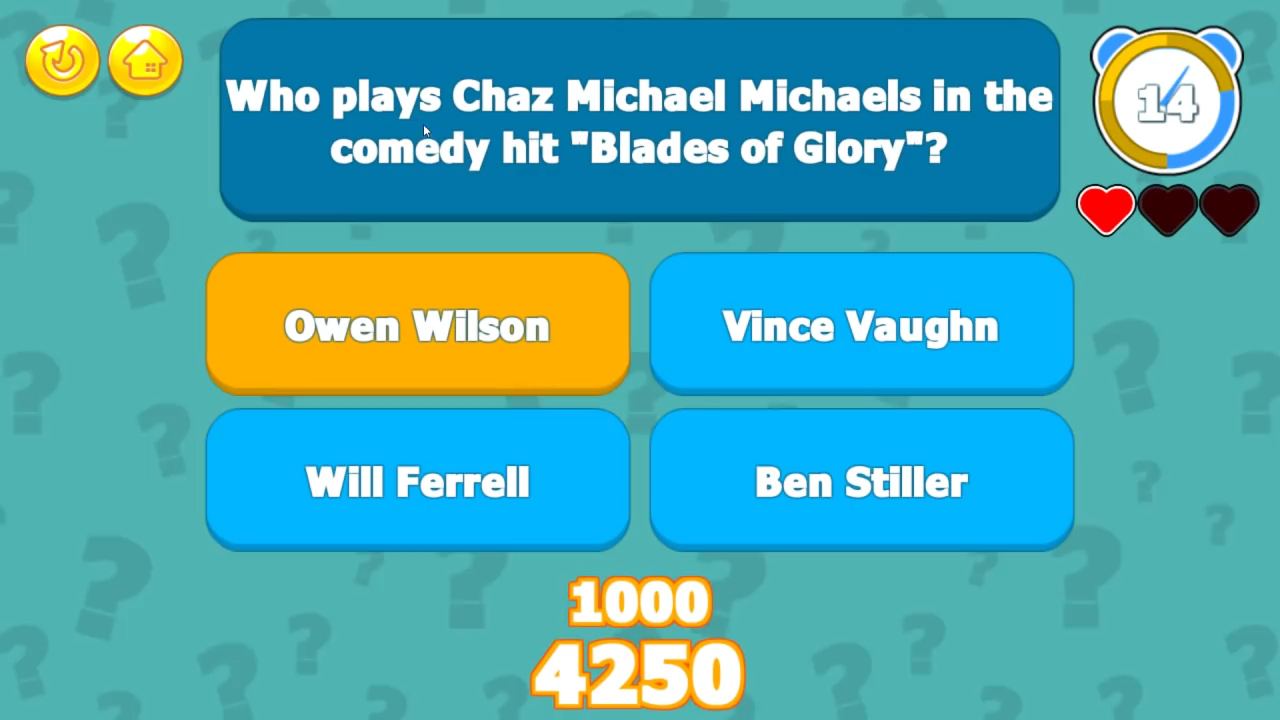 Who plays Chaz Michael Michaels in the
comedy hit "Blades of Glory"?
14
Owen Wilson
Vince Vaughn
Will Ferrell
Ben Stiller
1000
4250